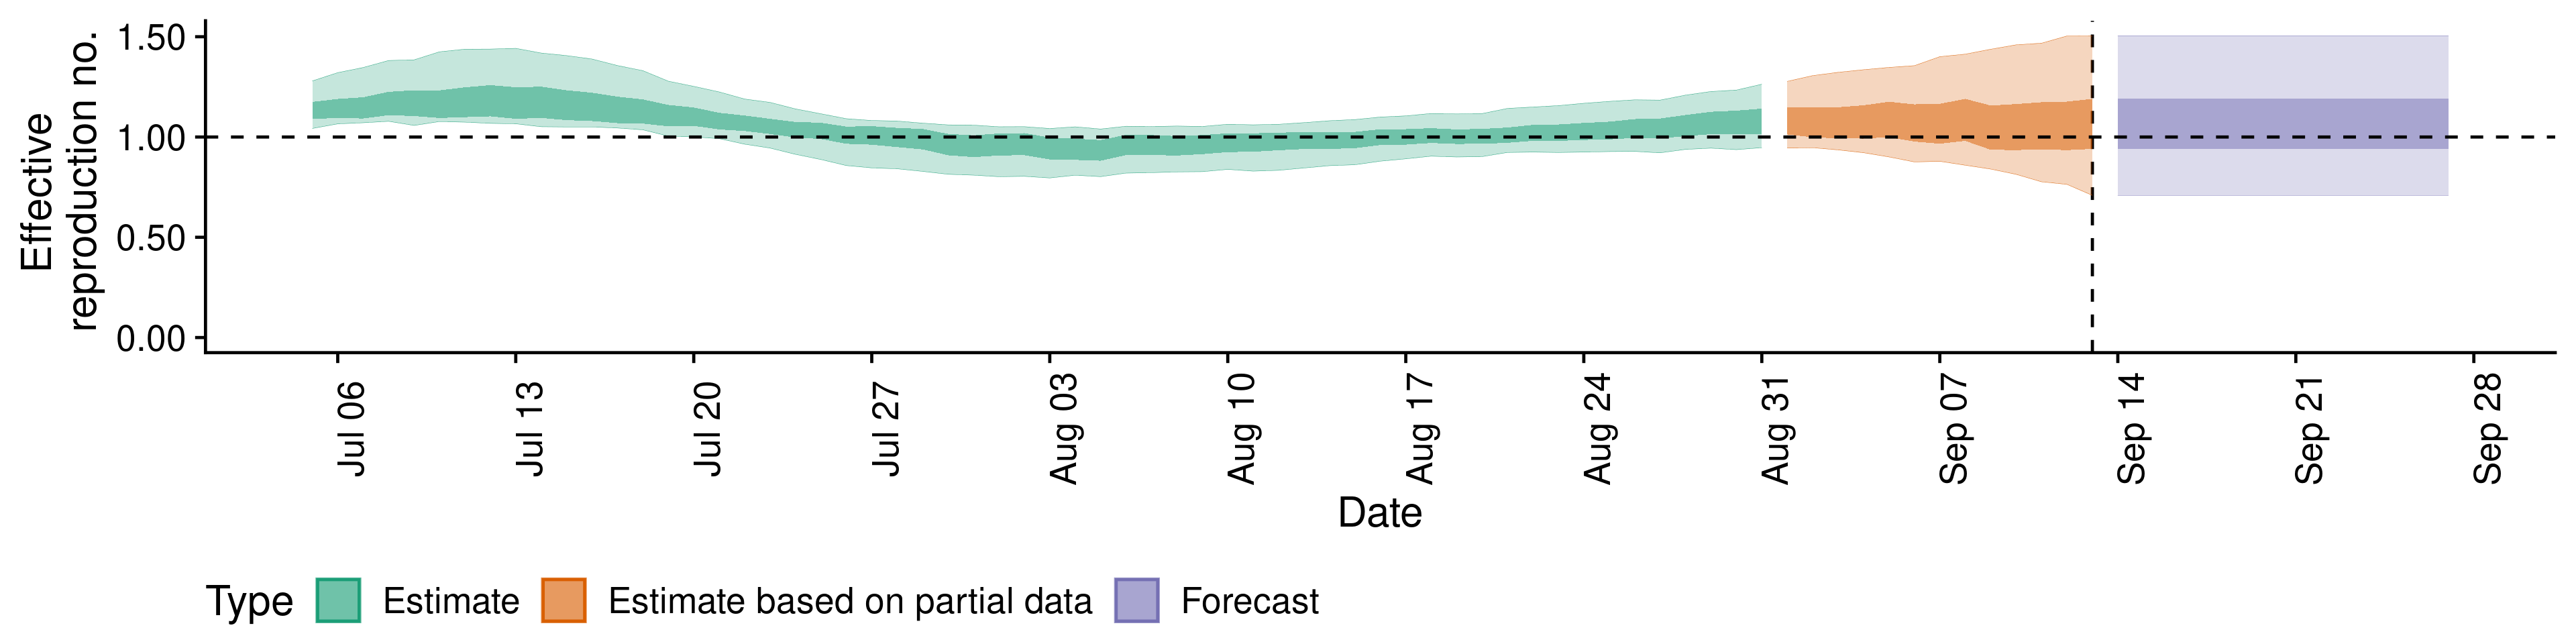 Effective
reproduction no.
1.50
1.00
0.50
0.00
Jul 06
Jul 13
Jul 20
Jul 27
Aug 03
Aug 10
Aug 17
Aug 24
Aug 31
Sep 07
Sep 14
Sep 21
Sep 28
Date
Type Estimate Estimate based on partial data Forecast